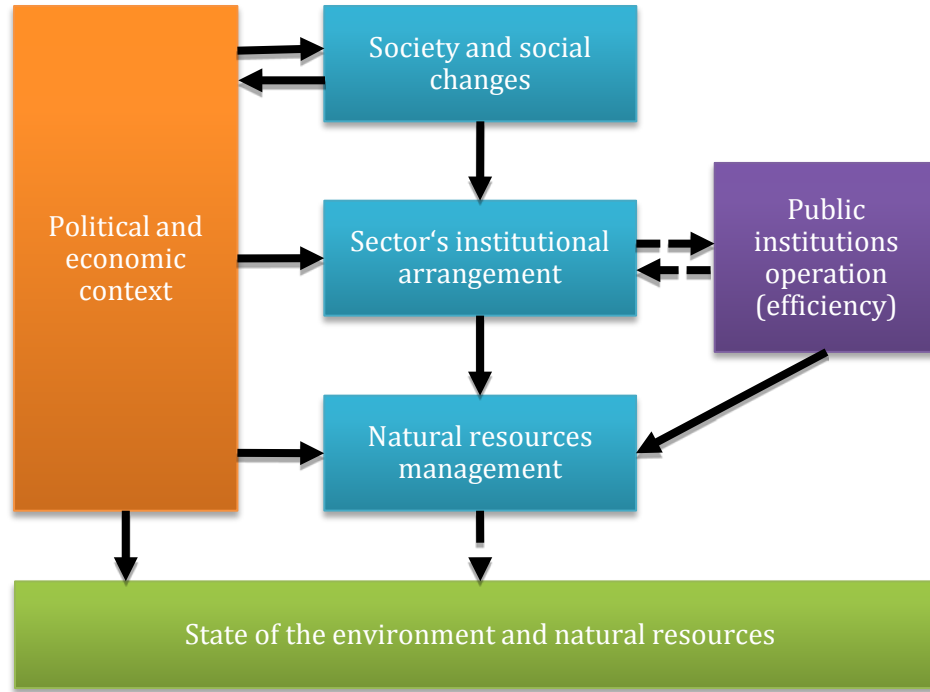 Society and social
changes
Political and
economic
context
Sector‘s institutional
arrangement
Public
institutions
operation
(efficiency)
Natural resources
management
State of the environment and natural resources